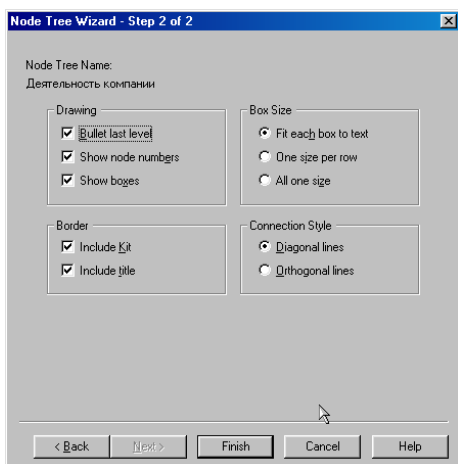 Node Tree Wizard - Step 2 of 2
Node Tree Name:
Деятельность компании
Drawing
Bullet last level
Show node numbers
Show boxes
Box Size
Fit each box to text
One size per row
All one size
Border
Include Kit
Include title
Connection Style
Diagonal lines
Orthogonal lines
< Back
Next >
Finish
Cancel
Help